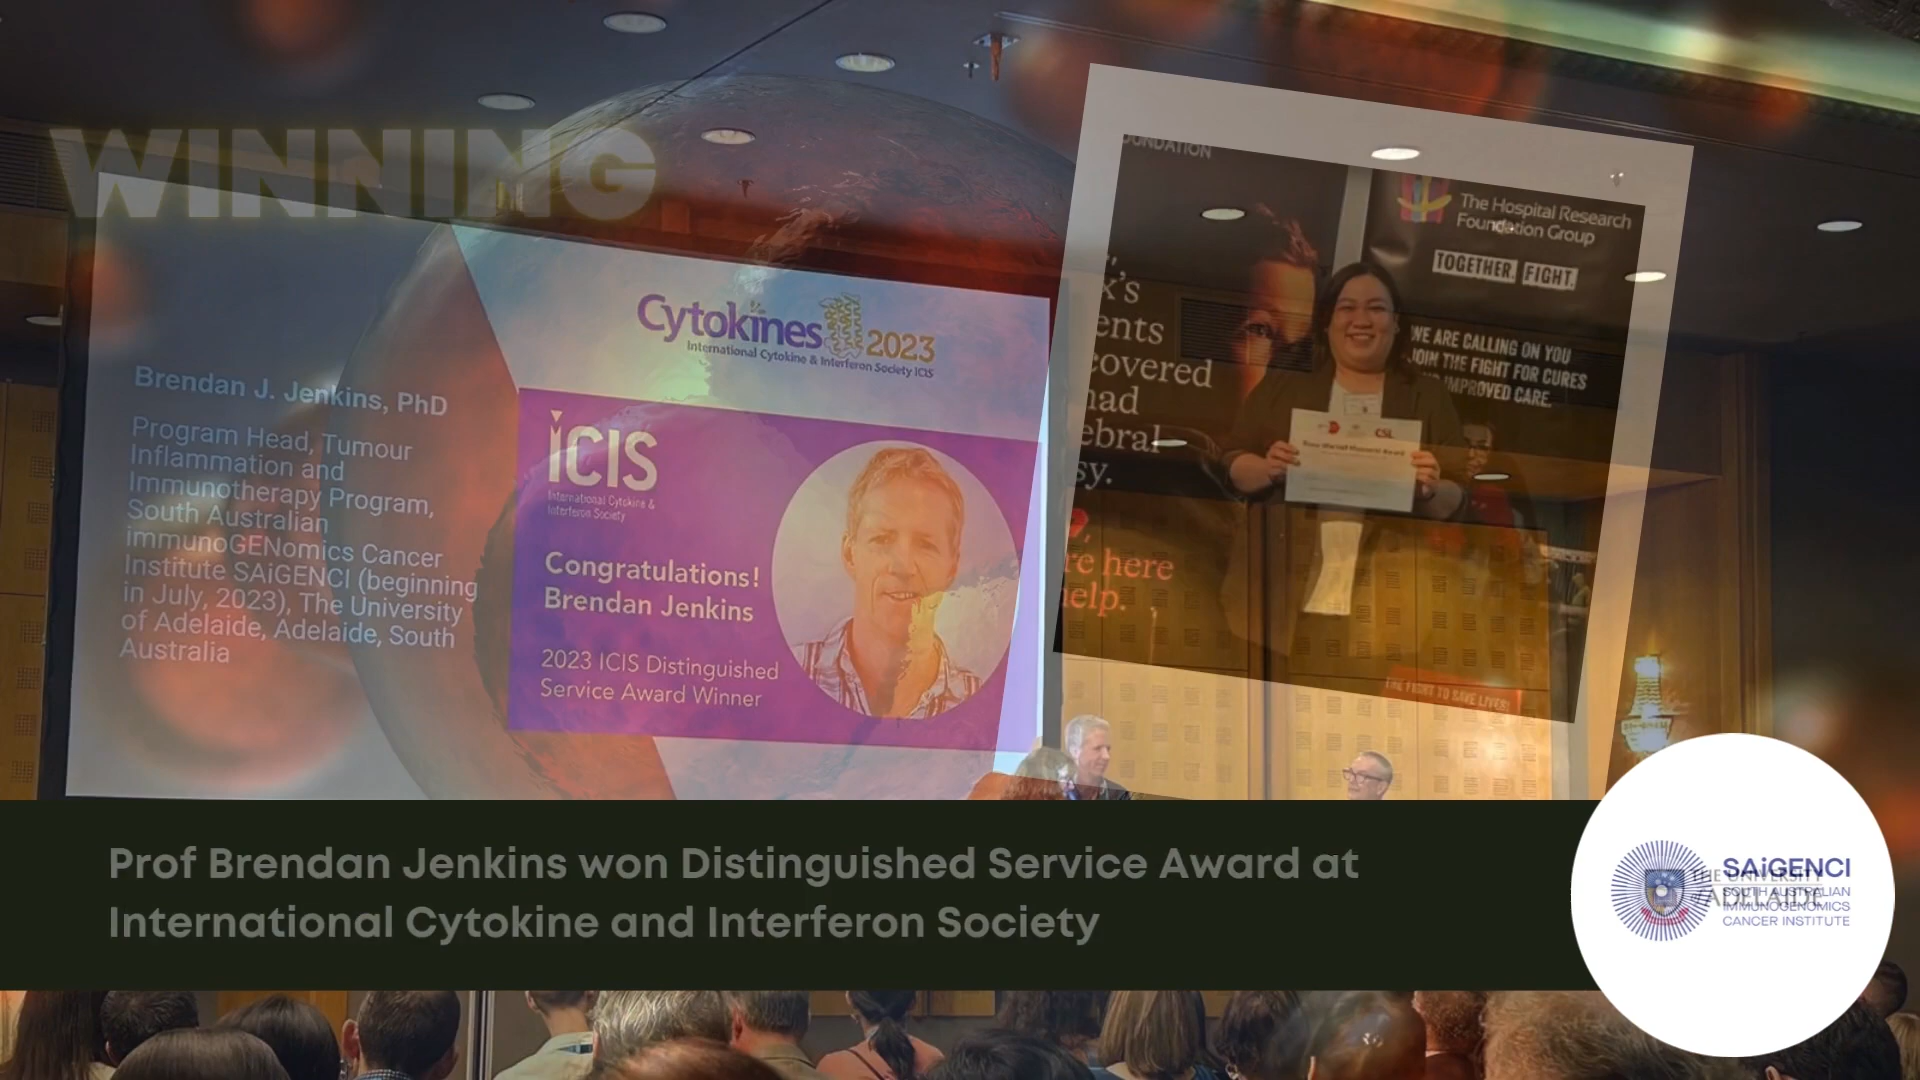 WINNING
Brendan J. Jenkins, PhD
Program Head, Tumour
Inflammation and
Immunotherapy Program,
South Australian
immunoGENomics Cancer
Institute SAiGENCI (beginning
in July, 2023), The University
of Adelaide, Adelaide, South
Australia
Cytokines 2023
International Cytokine & Interferon Society ICIS
iCIS
International Cytokine &
Interferon Society
Congratulations!
Brendan Jenkins
2023 ICIS Distinguished
Service Award Winner
The Hospital Research
Foundation Group
TOGETHER. FIGHT.
WE ARE CALLING ON YOU
JOIN THE FIGHT FOR CURES
IMPROVED CARE.
x's
ents
covered
had
ebral
sy.
re here
help.
CSL
THE FIGHT TO SAVE LIVES!
Prof Brendan Jenkins won Distinguished Service Award at
International Cytokine and Interferon Society
SAiGENCI
SOUTH AUSTRALIAN
IMMUNOGENOMICS
CANCER INSTITUTE
THE UNIVERSITY
of ADELAIDE